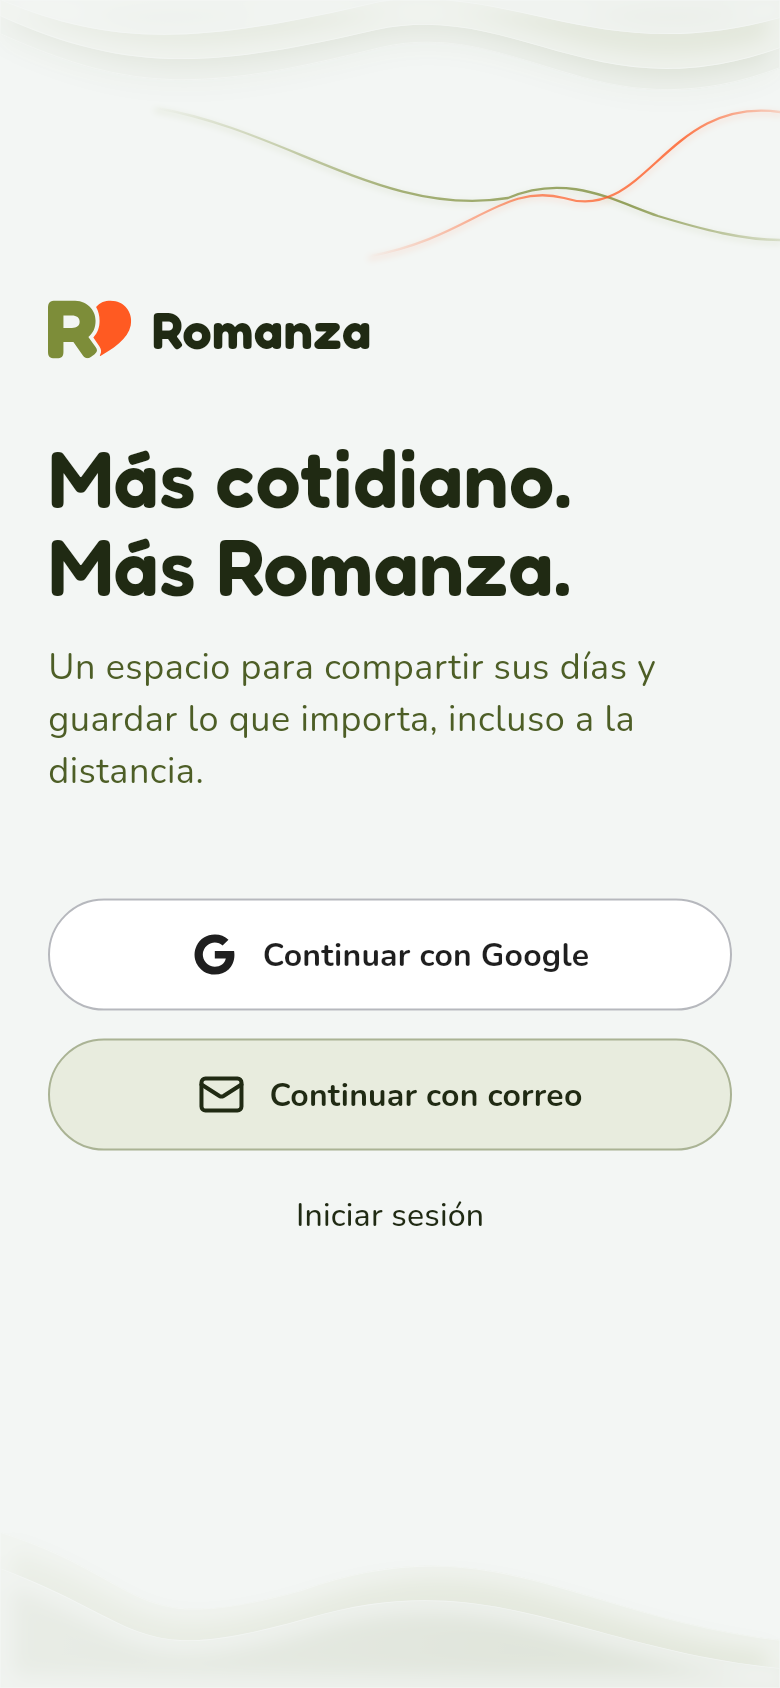 Romanza
Más cotidiano.
Más Romanza.
Un espacio para compartir sus días y
guardar lo que importa, incluso a la
distancia.
Continuar con Google
Continuar con correo
Iniciar sesión